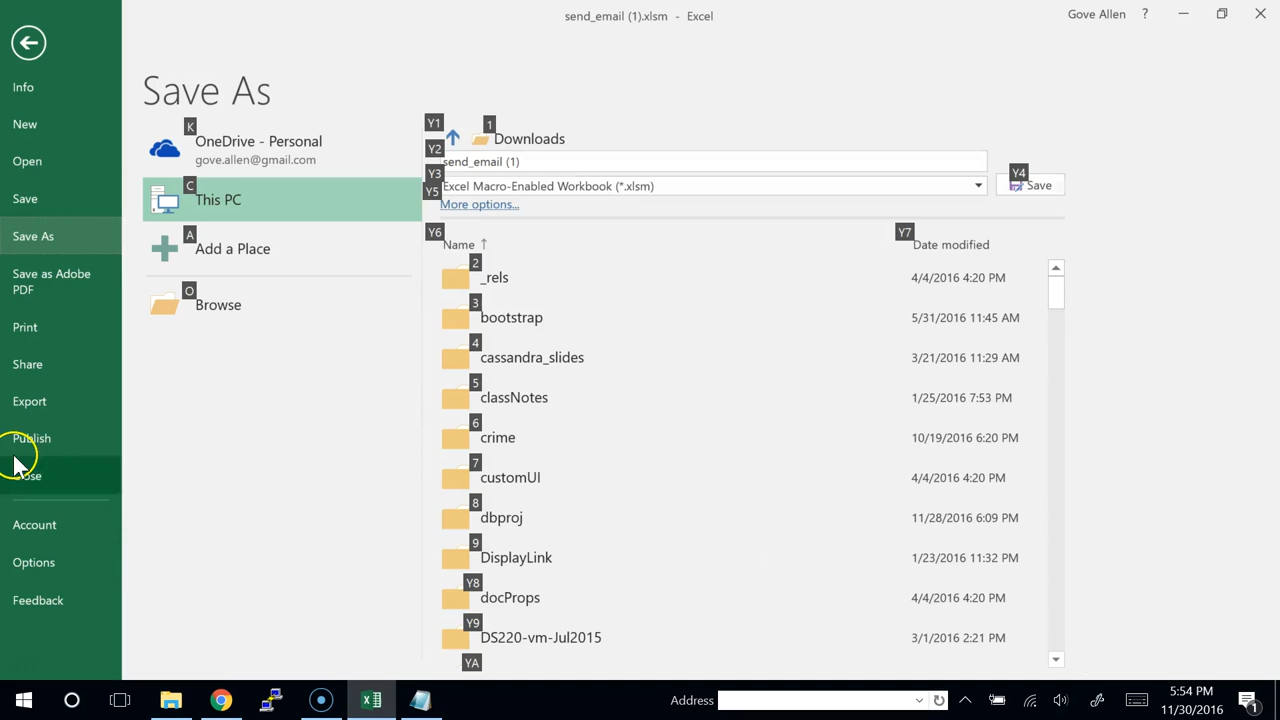 send_email (1).xlsm - Excel
Gove Allen ?
Info
New
Open
Save
Save As
Save as Adobe
PDF
Print
Share
Export
Publish
Account
Options
Feedback
Save As
K
OneDrive - Personal
gove.allen@gmail.com
C
This PC
A
Add a Place
O
Browse
Y1
1
Downloads
Y2
send_email (1)
Y3
Excel Macro-Enabled Workbook (*.xlsm)
Y4
Save
Y5
More options...
Y6
Name
Y7
Date modified
2
_rels 4/4/2016 4:20 PM
3
bootstrap 5/31/2016 11:45 AM
4
cassandra_slides 3/21/2016 11:29 AM
5
classNotes 1/25/2016 7:53 PM
6
crime 10/19/2016 6:20 PM
7
customUI 4/4/2016 4:20 PM
8
dbproj 11/28/2016 6:09 PM
9
DisplayLink 1/23/2016 11:32 PM
Y8
docProps 4/4/2016 4:20 PM
Y9
DS220-vm-Jul2015 3/1/2016 2:21 PM
YA
Address
5:54 PM
11/30/2016
1